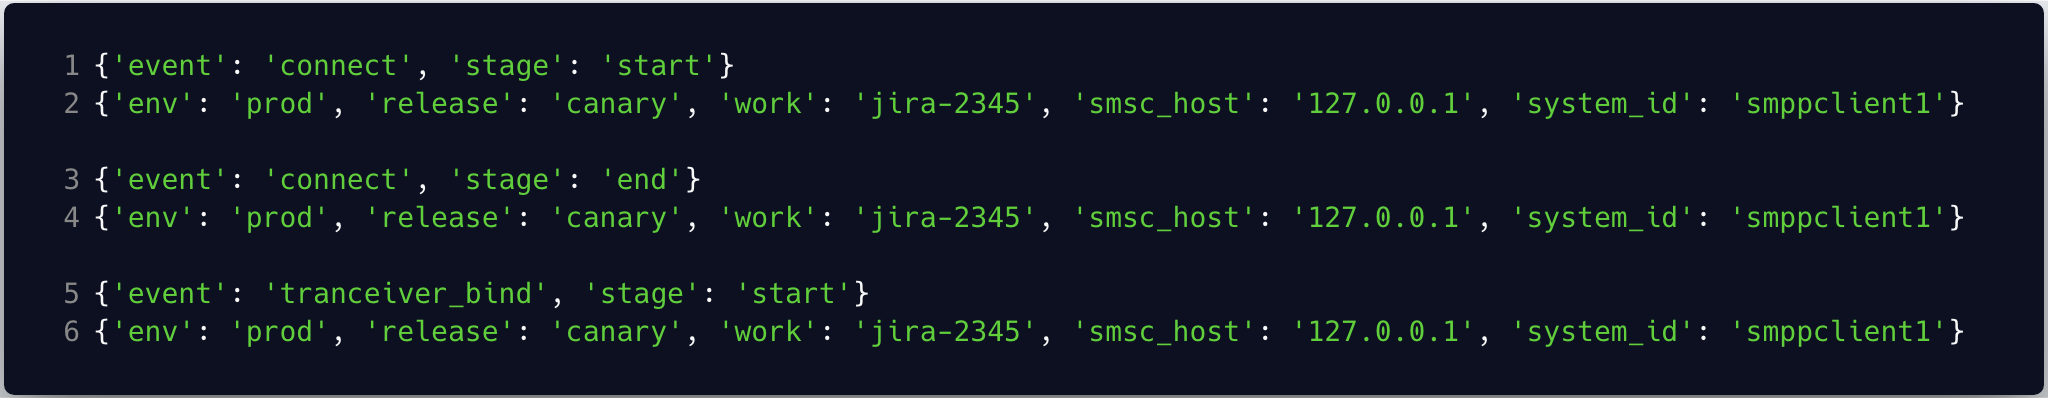 1 {'event': 'connect', 'stage': 'start'}
2 {'env': 'prod', 'release': 'canary', 'work': 'jira-2345', 'smsc_host': '127.0.0.1', 'system_id': 'smppclient1'}
3 {'event': 'connect', 'stage': 'end'}
4 {'env': 'prod', 'release': 'canary', 'work': 'jira-2345', 'smsc_host': '127.0.0.1', 'system_id': 'smppclient1'}
5 {'event': 'tranceiver_bind', 'stage': 'start'}
6 {'env': 'prod', 'release': 'canary', 'work': 'jira-2345', 'smsc_host': '127.0.0.1', 'system_id': 'smppclient1'}